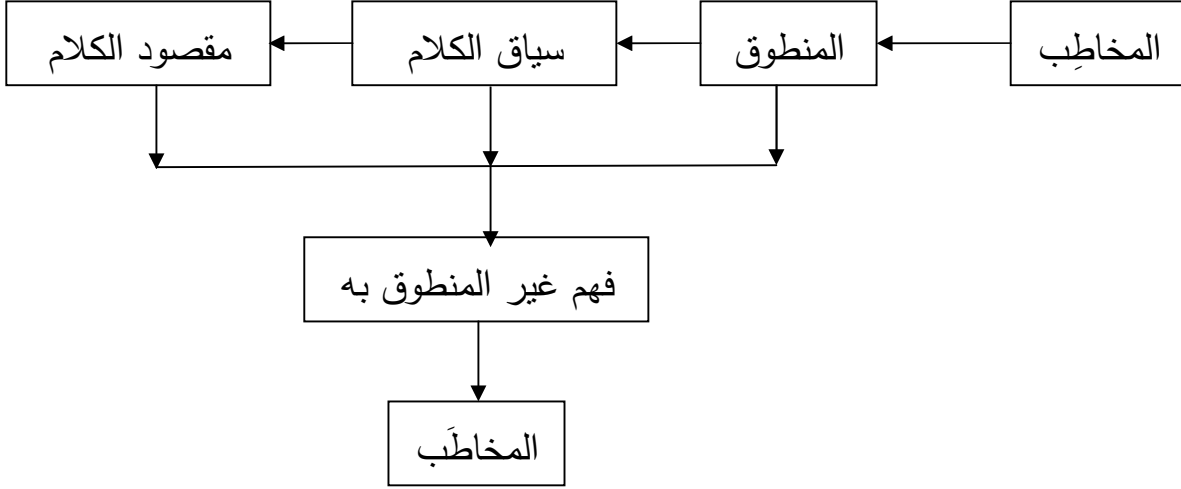 المخاطِب
المنطوق
سياق الكلام
مقصود الكلام
فهم غير المنطوق به
المخاطَب